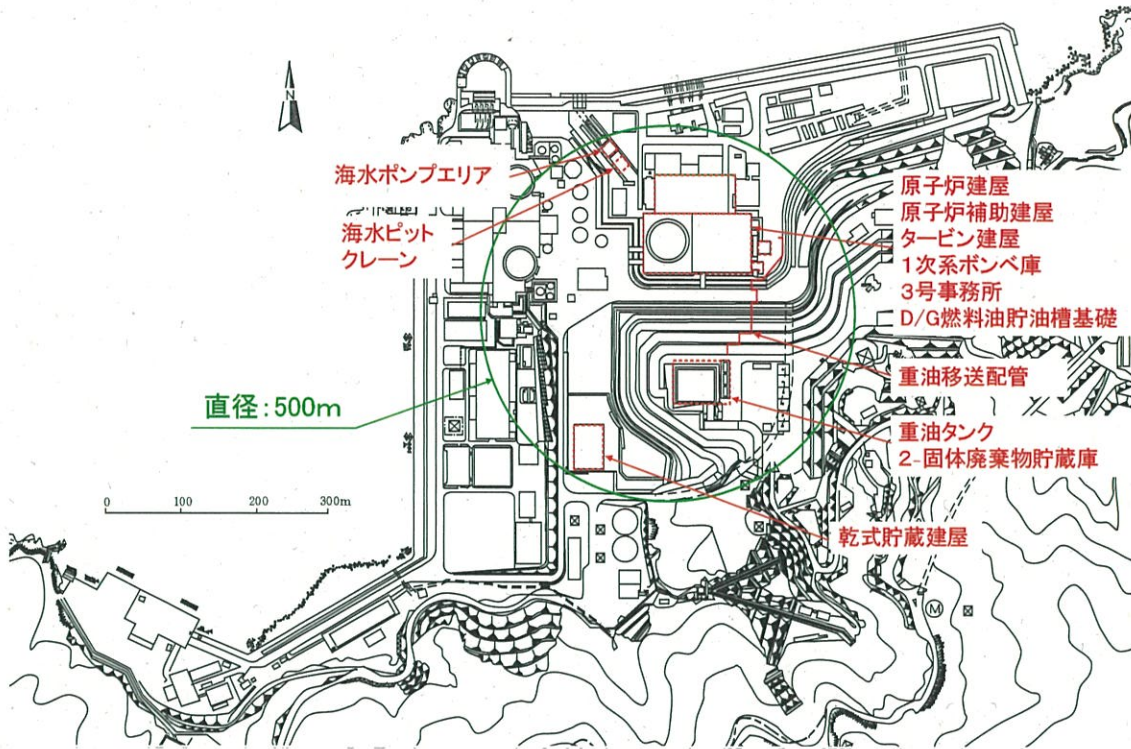 N
海水ポンプエリア
海水ピット
クレーン
原子炉建屋
原子炉補助建屋
タービン建屋
1次系ボンベ庫
3号事務所
D/G燃料油貯油槽基礎
重油移送配管
直径:500m
重油タンク
2-固体廃棄物貯蔵庫
0 100 200 300m
乾式貯蔵建屋
M